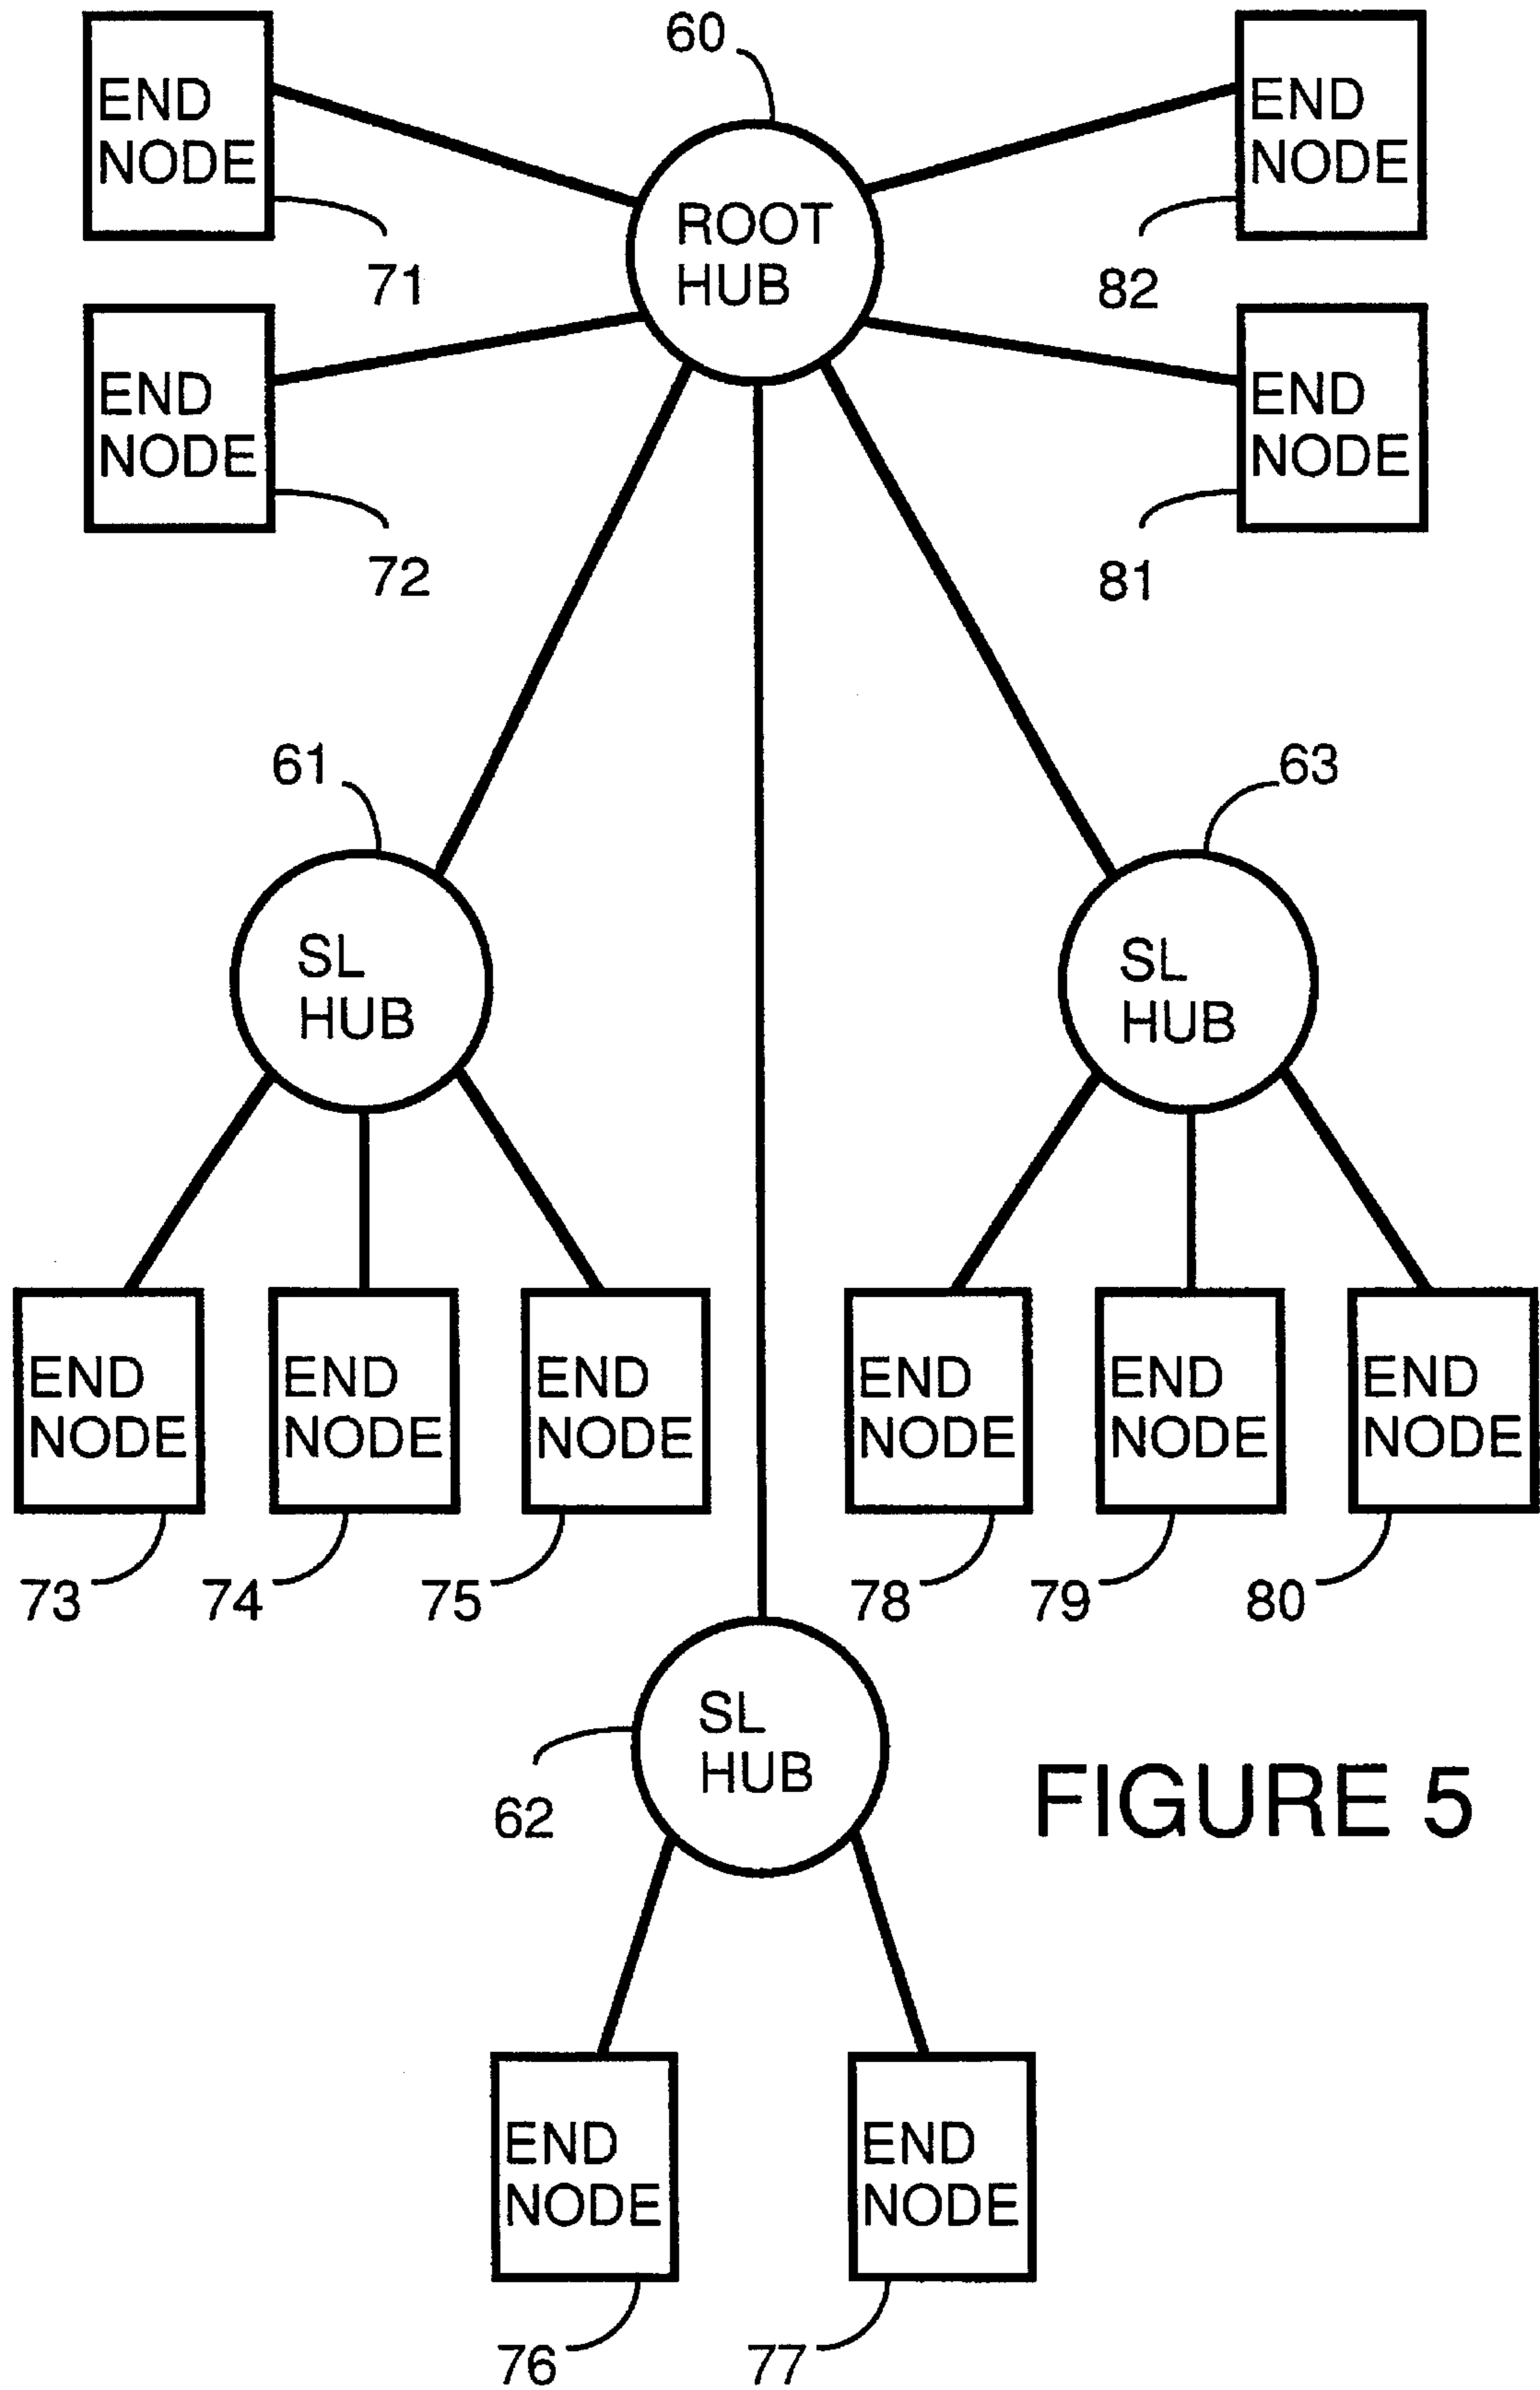 60
END
NODE
71
ROOT
HUB
END
NODE
82
END
NODE
72
END
NODE
81
61
63
SL
HUB
SL
HUB
END
NODE
END
NODE
END
NODE
END
NODE
END
NODE
END
NODE
73
74
75
78
79
80
SL
HUB
62
FIGURE 5
END
NODE
END
NODE
76
77